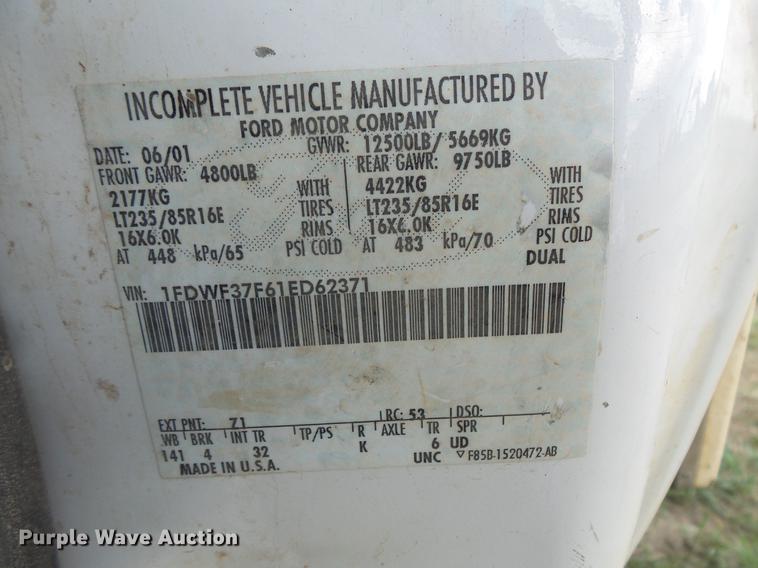 INCOMPLETE VEHICLE MANUFACTURED BY
FORD MOTOR COMPANY
DATE: 06/01 GVWR: 12500LB/ 5669KG
FRONT GAWR: 4800LB REAR GAWR: 9750LB
2177KG WITH 4422KG WITH
LT235/85R16E TIRES LT235/85R16E TIRES
16X6.0K RIMS 16X6.0K RIMS
AT 448 kPa/65 PSI COLD AT 483 kPa/70 PSI COLD
DUAL
VIN: 1FDWF37F61ED62371
EXT PNT: 71 RC: 53 DSO:
WB BRK INT TR TP/PS R AXLE TR SPR
141 4 32 K 6 UD
MADE IN U.S.A. UNC F85B-1520472-AB
Purple Wave Auction